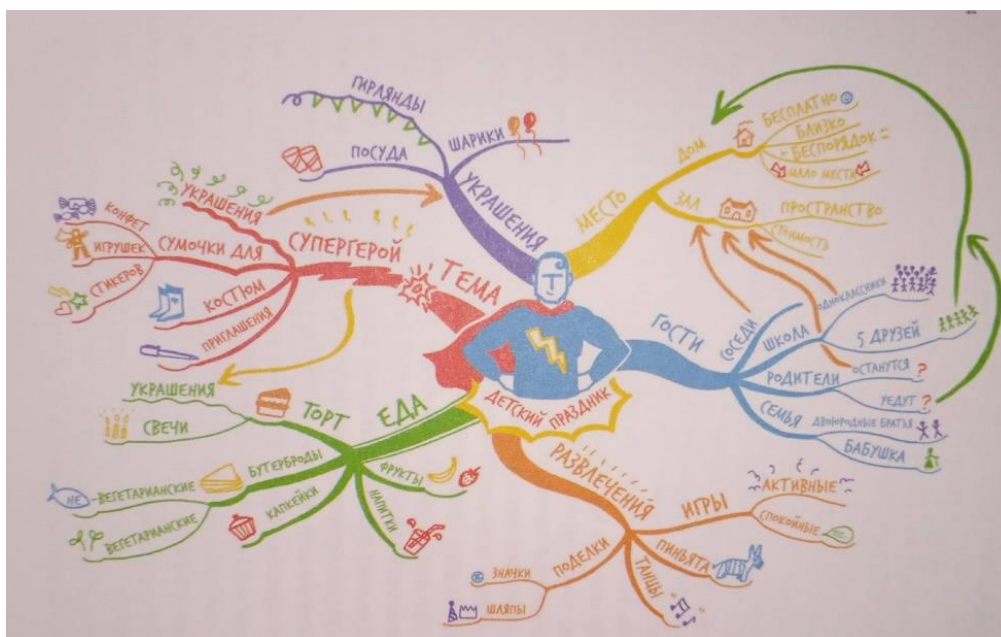 ДЕТСКИЙ ПРАЗДНИК
МЕСТО
ДОМ
БЕСПЛАТНО
БЛИЗКО
- БЕСПОРЯДОК =
МАЛО МЕСТА
ЗАЛ
ПРОСТРАНСТВО
СТОИМОСТЬ
ГОСТИ
СОСЕДИ
ШКОЛА
ОДНОКЛАССНИКИ
5 ДРУЗЕЙ
РОДИТЕЛИ
ОСТАНУТСЯ ?
УЕДУТ ?
СЕМЬЯ
ДВОЮРОДНЫЕ БРАТЬЯ
БАБУШКА
РАЗВЛЕЧЕНИЯ
ИГРЫ
АКТИВНЫЕ
СПОКОЙНЫЕ
ПИНЬЯТА
ТАНЦЫ
ПОДЕЛКИ
ЗНАЧКИ
ШЛЯПЫ
ЕДА
ФРУКТЫ
НАПИТКИ
КАПКЕЙКИ
БУТЕРБРОДЫ
НЕ - ВЕГЕТАРИАНСКИЕ
ВЕГЕТАРИАНСКИЕ
ТОРТ
УКРАШЕНИЯ
СВЕЧИ
ТЕМА
СУПЕРГЕРОЙ
УКРАШЕНИЯ
СУМОЧКИ ДЛЯ
КОНФЕТ
ИГРУШЕК
СТИКЕРОВ
КОСТЮМ
ПРИГЛАШЕНИЯ
УКРАШЕНИЯ
ГИРЛЯНДЫ
ПОСУДА
ШАРИКИ